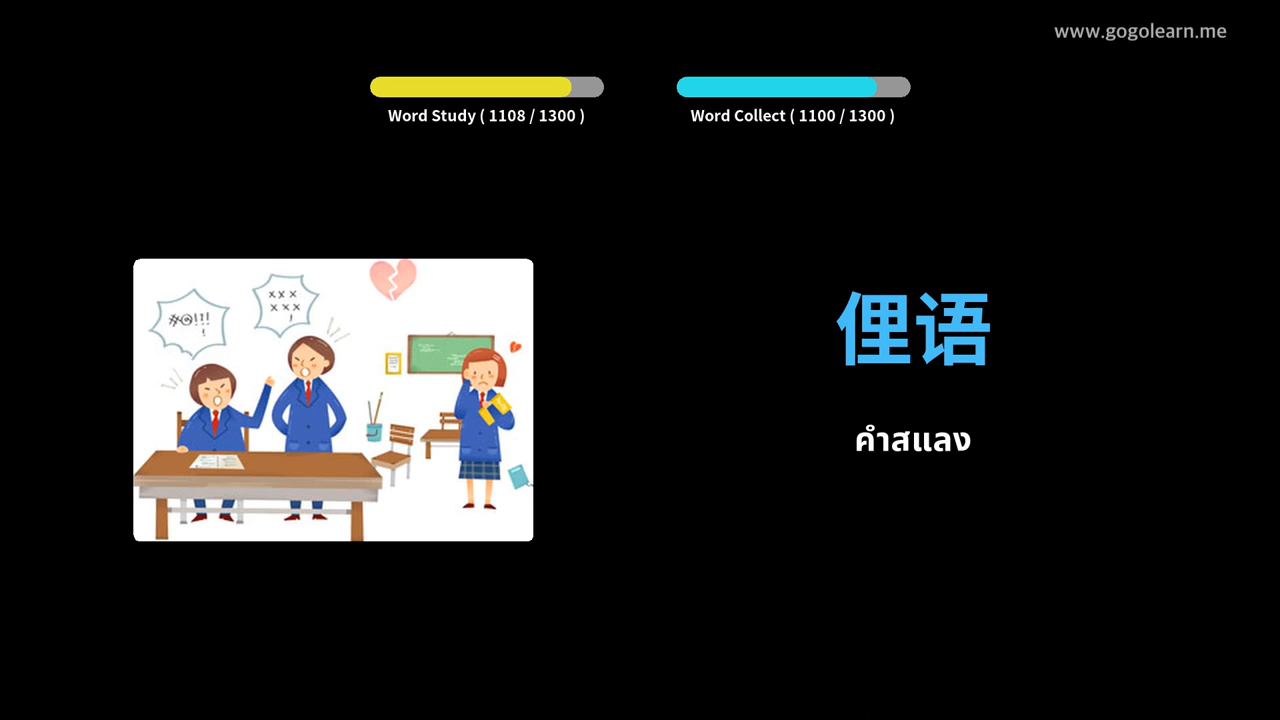 www.gogolearn.me
Word Study ( 1108 / 1300 )
Word Collect ( 1100 / 1300 )
#@!!!
!
x x x
x x x
!
俚语
คำสแลง